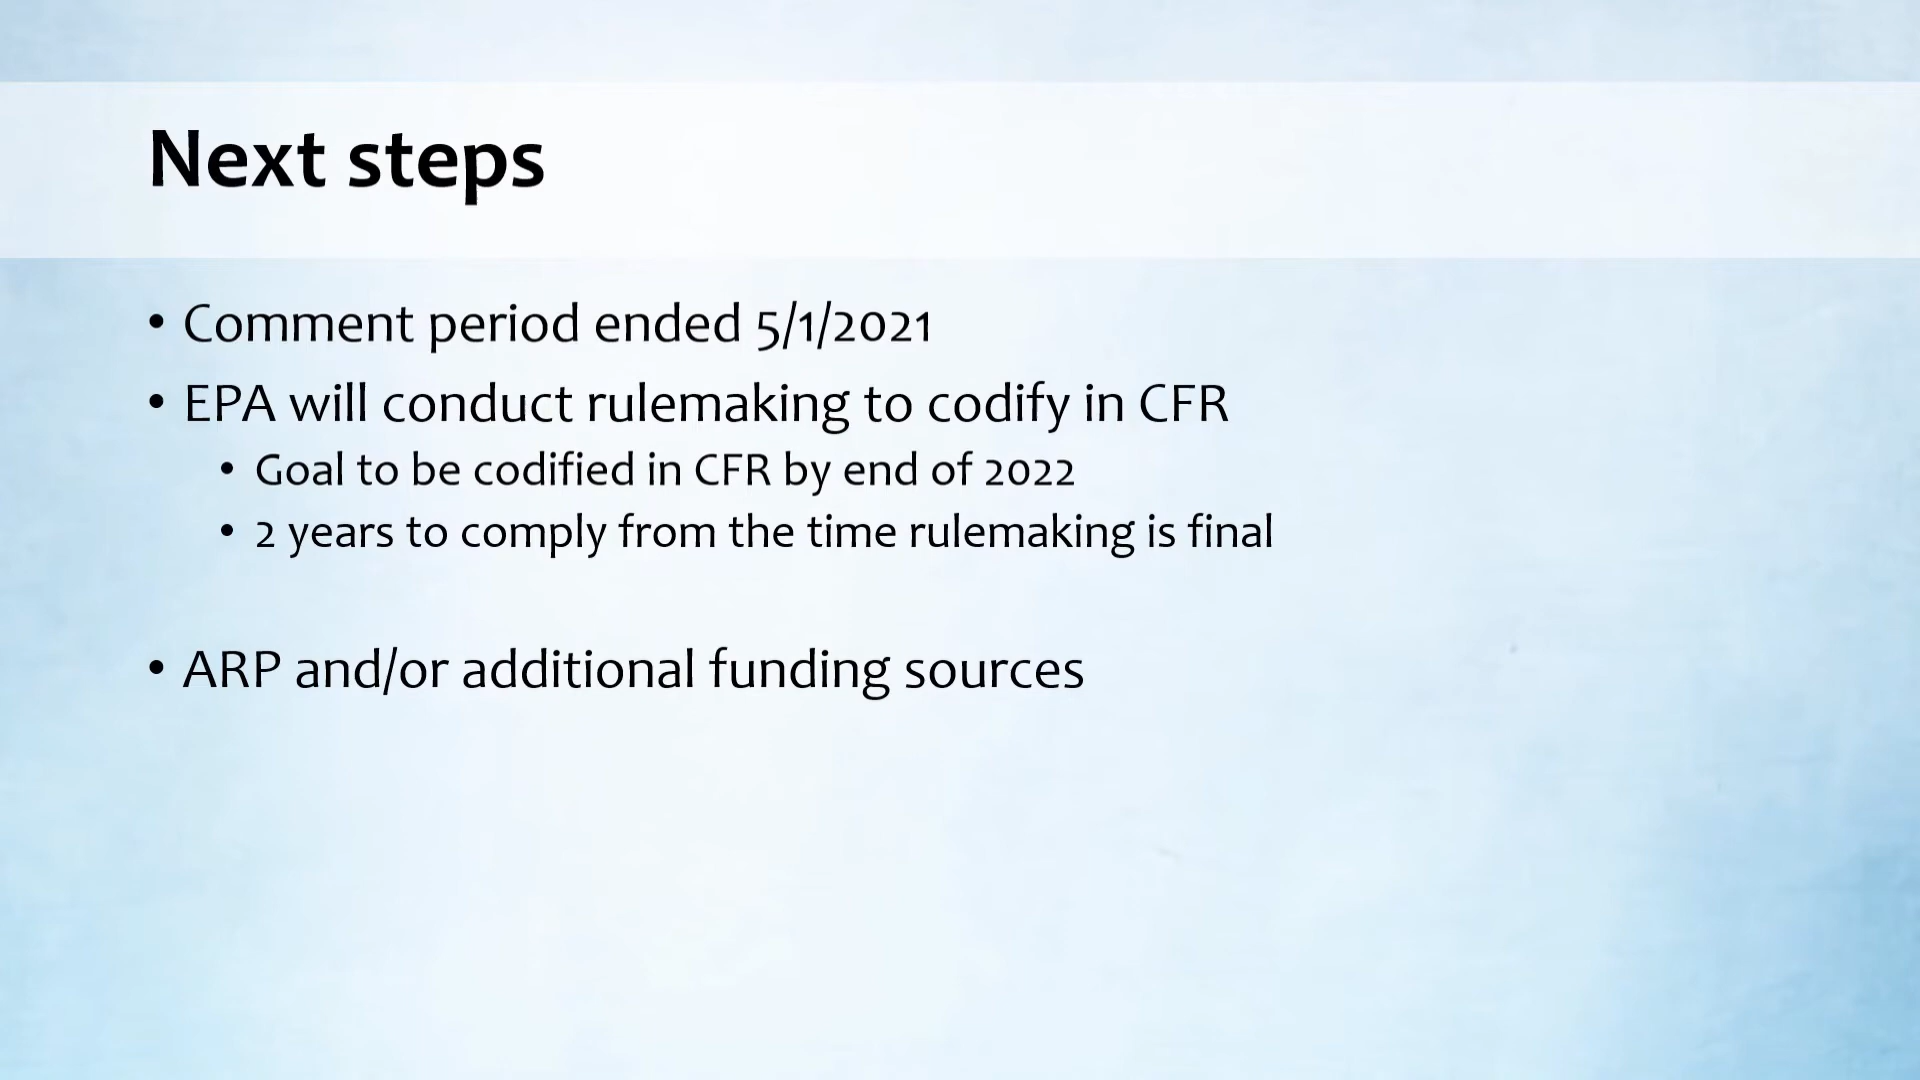 Next steps
• Comment period ended 5/1/2021
• EPA will conduct rulemaking to codify in CFR
• Goal to be codified in CFR by end of 2022
• 2 years to comply from the time rulemaking is final
• ARP and/or additional funding sources